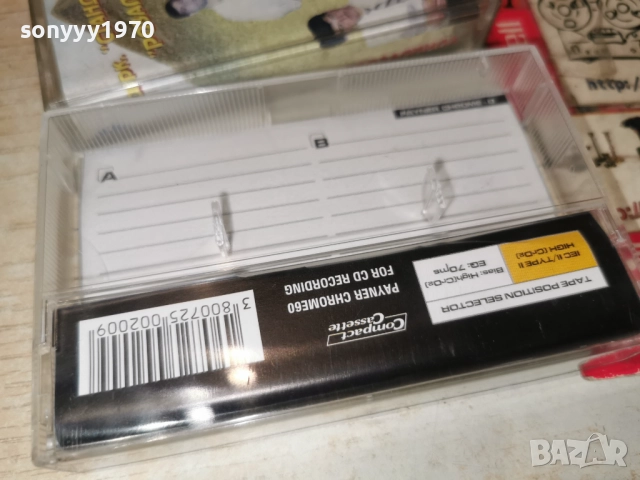 sonyyy1970
A
B
TAPE POSITION SELECTOR
IEC II/TYPE II
HIGH (CrO₂)
Bias: High(CrO₂)
EQ: 70µs
Compact
Cassette
PAYNER CHROME60
FOR CD RECORDING
3 800725 002009
sonyyy1970
BAZAR
bg